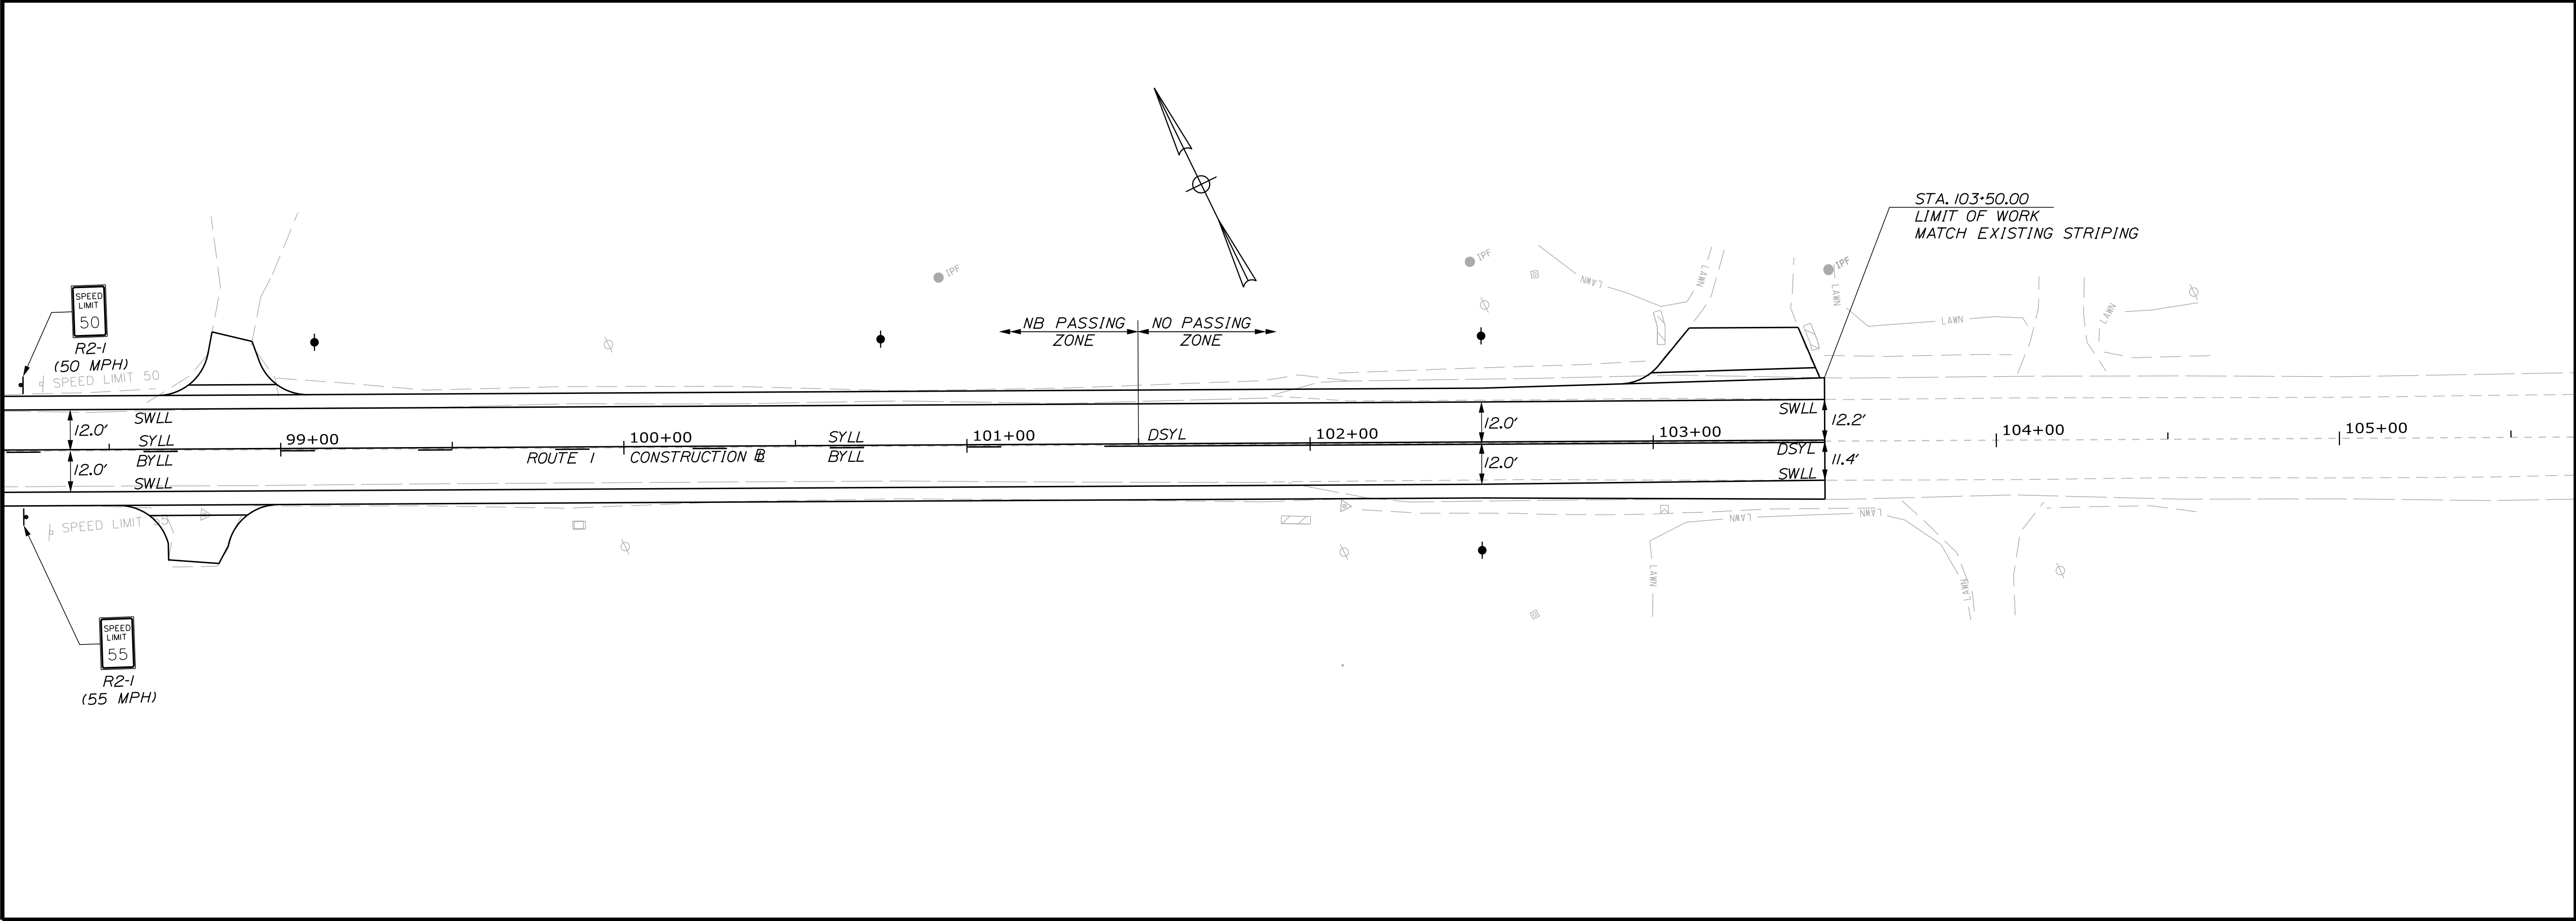 STA. 103+50.00
LIMIT OF WORK
MATCH EXISTING STRIPING
IPF
IPF
IPF
LAWN
LAWN
LAWN
LAWN
LAWN
SPEED
LIMIT
50
R2-1
(50 MPH)
SPEED LIMIT 50
NB PASSING
ZONE
NO PASSING
ZONE
SWLL
12.0'
SYLL
BYLL
12.0'
SWLL
99+00
ROUTE 1
100+00
CONSTRUCTION
SYLL
BYLL
101+00
DSYL
102+00
12.0'
12.0'
103+00
SWLL
12.2'
DSYL
11.4'
SWLL
104+00
105+00
SPEED LIMIT 55
LAWN
LAWN
LAWN
LAWN
SPEED
LIMIT
55
R2-1
(55 MPH)